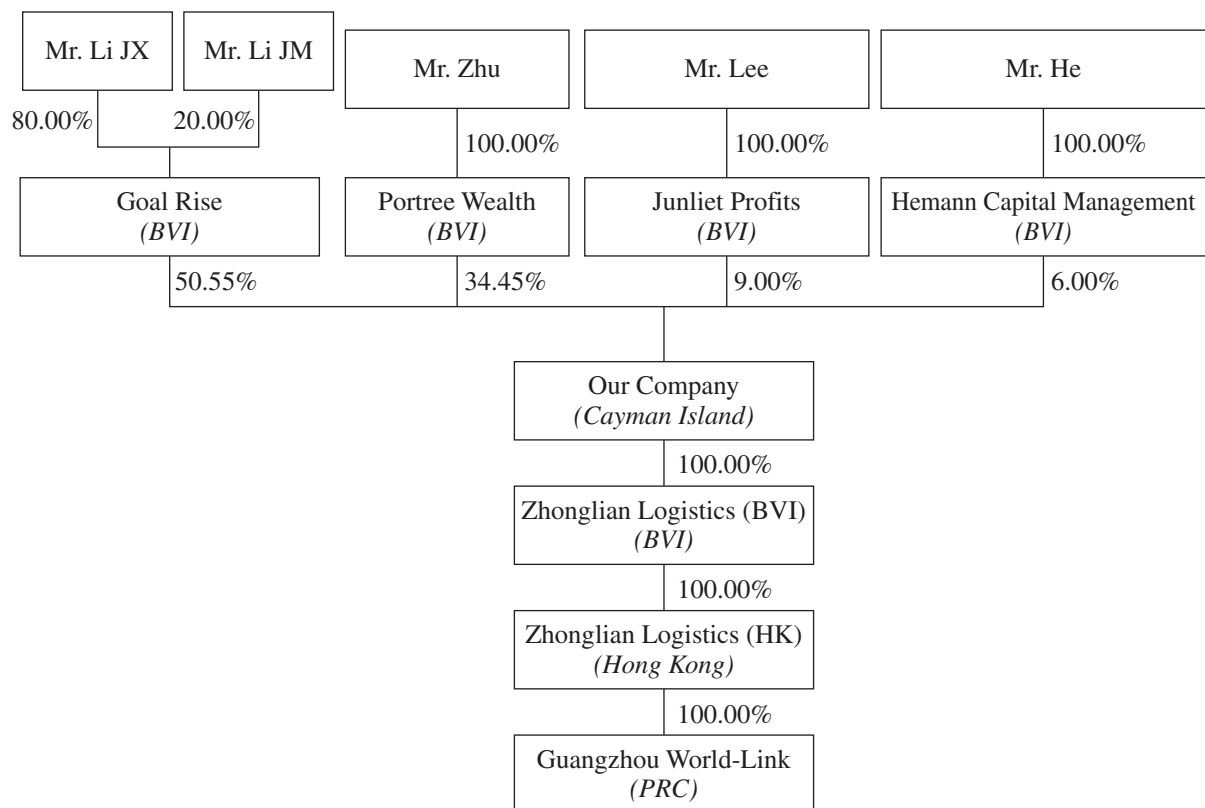 Mr. Li JX
Mr. Li JM
Mr. Zhu
Mr. Lee
Mr. He
80.00%
20.00%
100.00%
100.00%
100.00%
Goal Rise
(BVI)
Portree Wealth
(BVI)
Junliet Profits
(BVI)
Hemann Capital Management
(BVI)
50.55%
34.45%
9.00%
6.00%
Our Company
(Cayman Island)
100.00%
Zhonglian Logistics (BVI)
(BVI)
100.00%
Zhonglian Logistics (HK)
(Hong Kong)
100.00%
Guangzhou World-Link
(PRC)